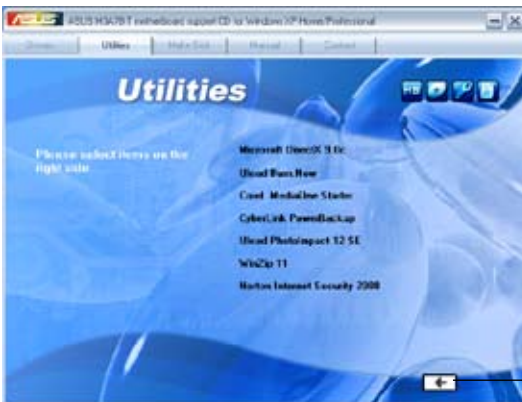 ASUS M3A78-T motherboard support CD for Windows XP Home/Professional
Drivers Utilities Make Disk Manual Contact
Utilities
Please select items on the
right side
Microsoft DirectX 9.0c
Ulead Burn.Now
Corel MediaOne Starter
CyberLink PowerBackup
Ulead PhotoImpact 12 SE
WinZip 11
Norton Internet Security 2008